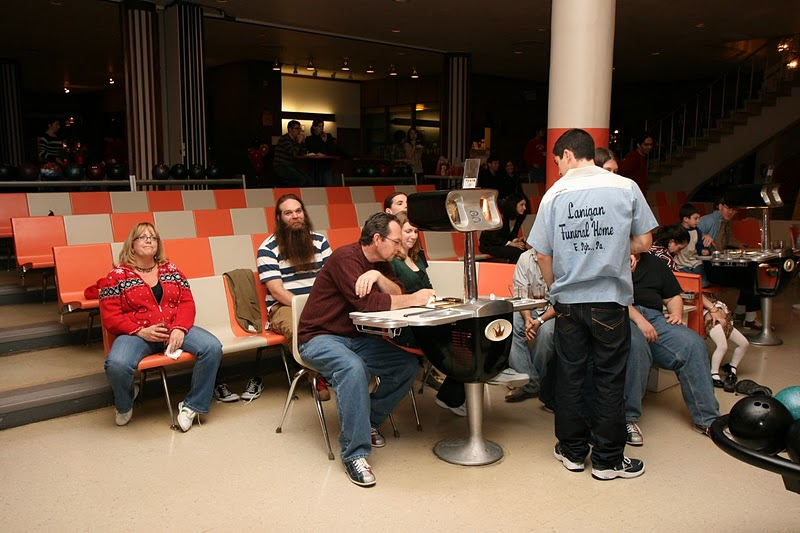 Lanigan
Funeral Home
E. Pgh., Pa.